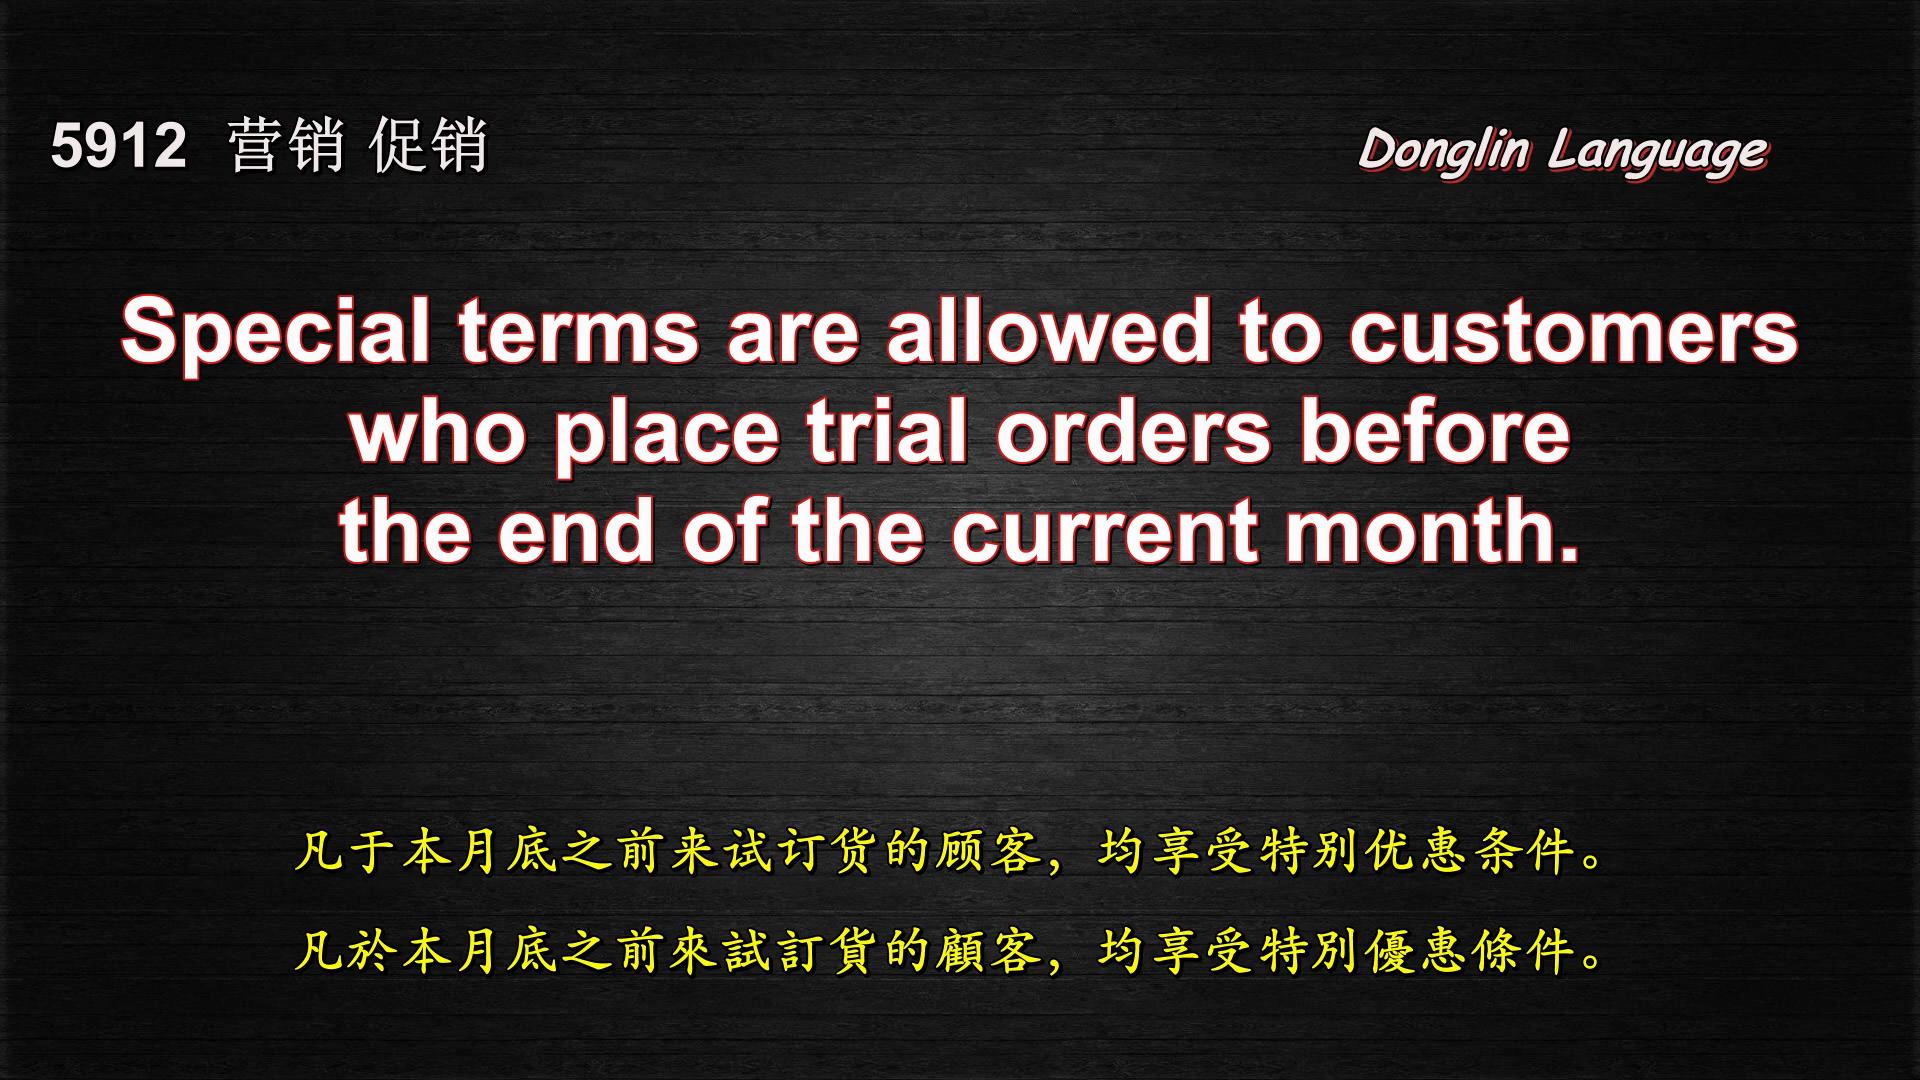 5912 营销 促销
Donglin Language
Special terms are allowed to customers
who place trial orders before
the end of the current month.
凡于本月底之前来试订货的顾客，均享受特别优惠条件。
凡於本月底之前來試訂貨的顧客，均享受特別優惠條件。